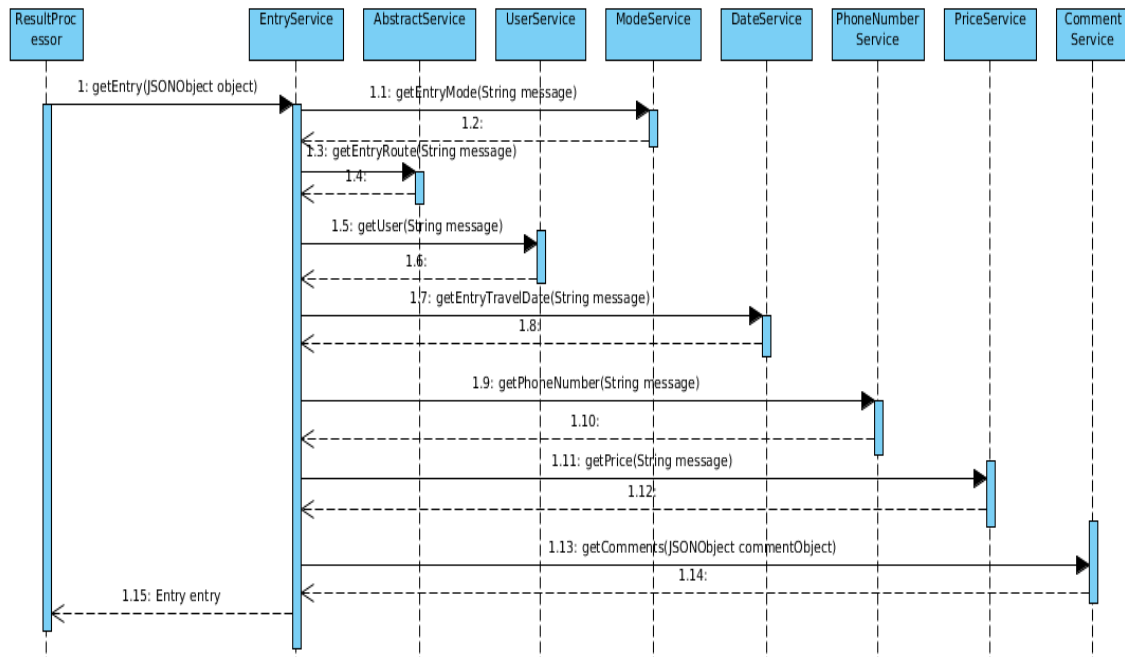 ResultProc
essor
EntryService
AbstractService
UserService
ModeService
DateService
PhoneNumber
Service
PriceService
Comment
Service
1: getEntry(JSONObject object)
1.1: getEntryMode(String message)
1.2:
1.3: getEntryRoute(String message)
1.4:
1.5: getUser(String message)
1.6:
1.7: getEntryTravelDate(String message)
1.8:
1.9: getPhoneNumber(String message)
1.10:
1.11: getPrice(String message)
1.12:
1.13: getComments(JSONObject commentObject)
1.14:
1.15: Entry entry